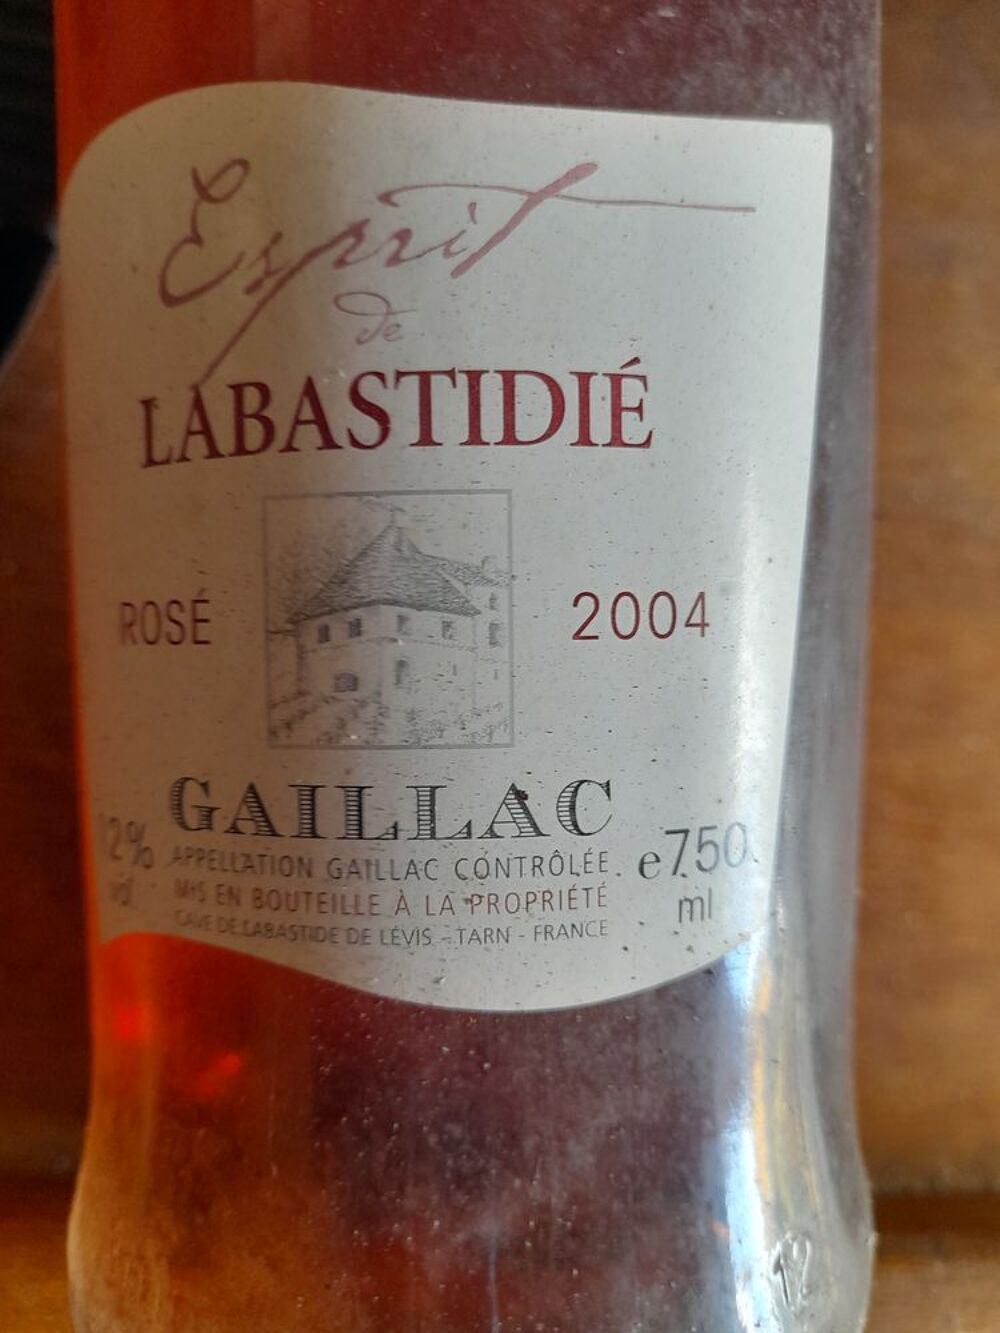 Esprit
de
LABASTIDIÉ
ROSÉ 2004
GAILLAC
12% vol
APPELLATION GAILLAC CONTRÔLÉE.
MIS EN BOUTEILLE À LA PROPRIÉTÉ
CAVE DE LABASTIDE DE LÉVIS - TARN - FRANCE
e750 ml
12